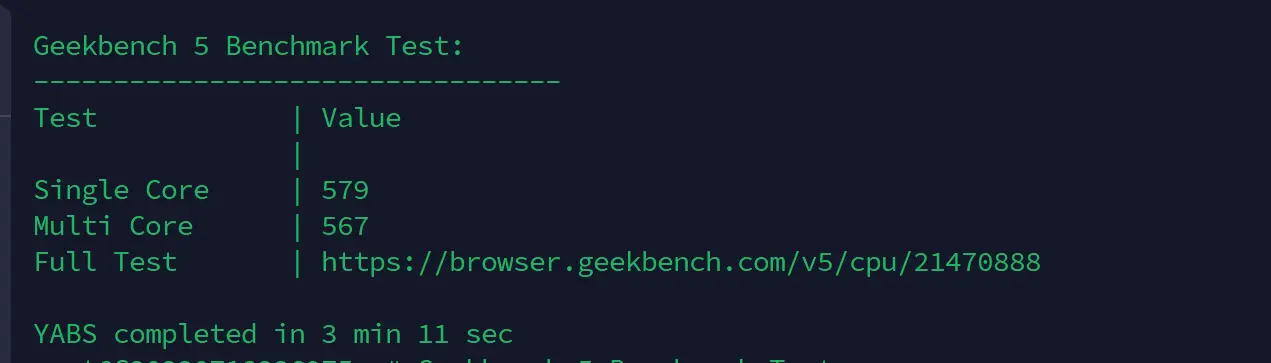 Geekbench 5 Benchmark Test:
---------------------------------
Test | Value
|
Single Core | 579
Multi Core | 567
Full Test | https://browser.geekbench.com/v5/cpu/21470888
YABS completed in 3 min 11 sec